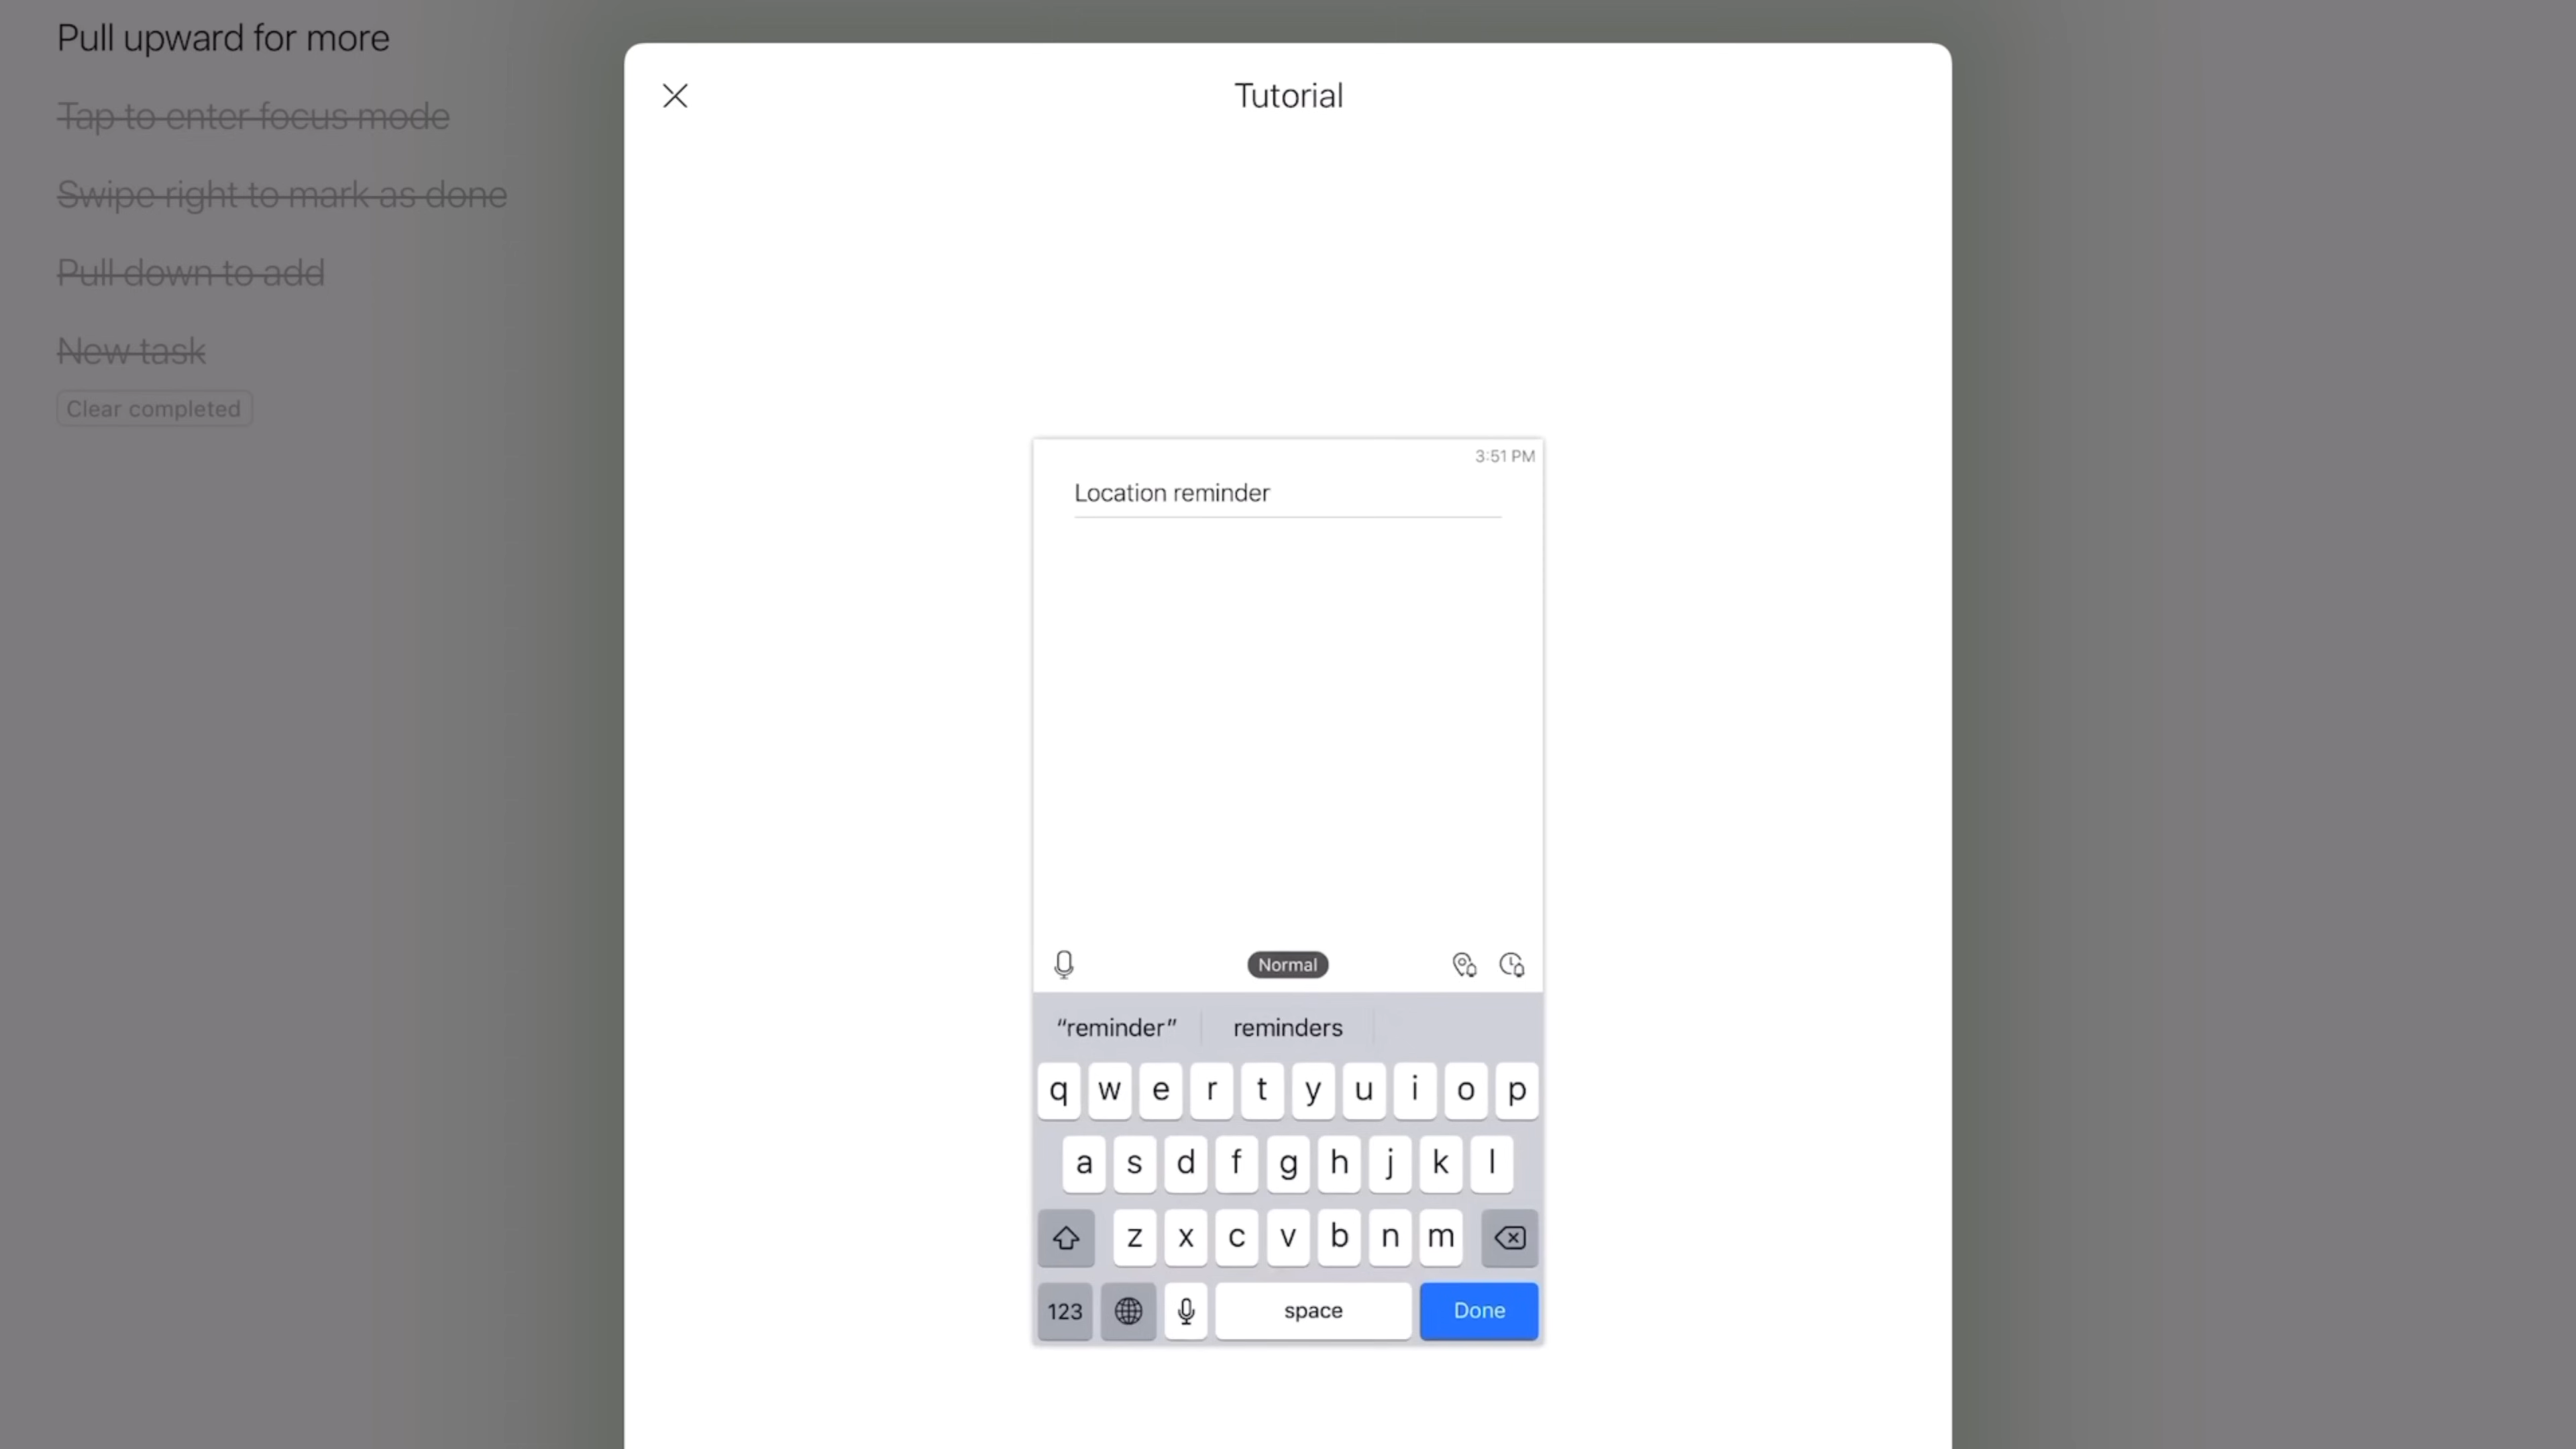 Pull upward for more
Tap to enter focus mode
Swipe right to mark as done
Pull down to add
New task
Clear completed
Tutorial
3:51 PM
Location reminder
Normal
“reminder” reminders
q w e r t y u i o p
a s d f g h j k l
z x c v b n m
123 space Done